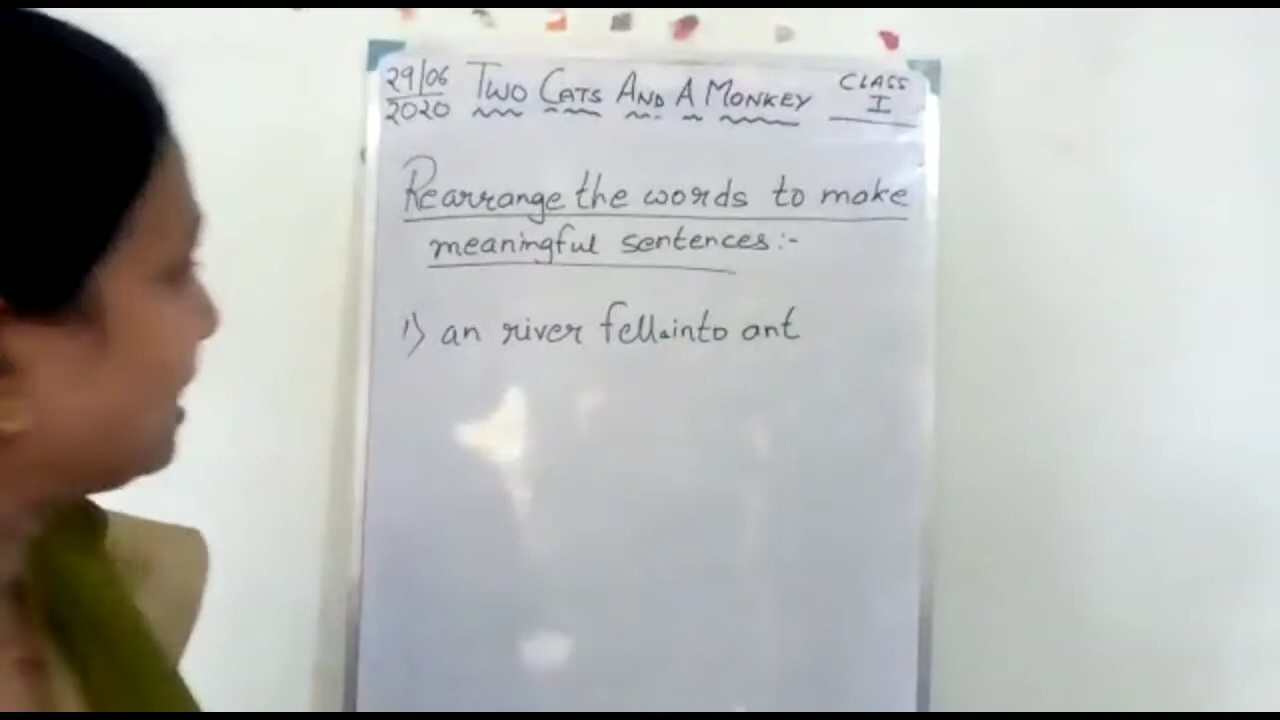 29/06 TWO CATS AND A MONKEY CLASS
2020 I
Rearrange the words to make
meaningful sentences:-
1) an river fell a into ant